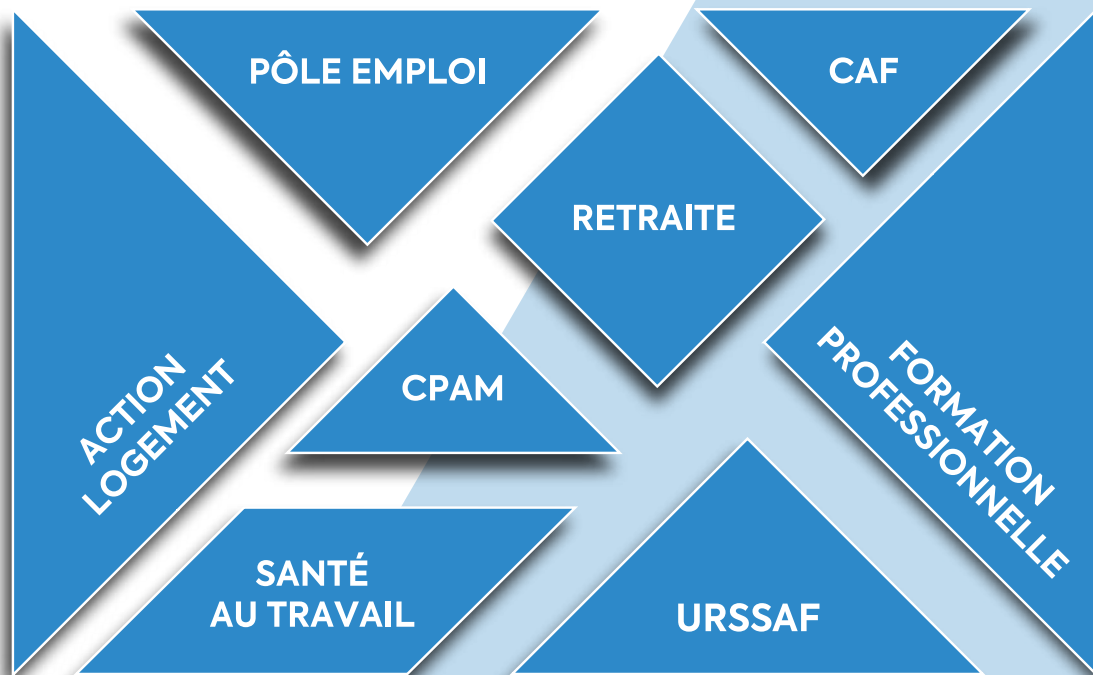 PÔLE EMPLOI
CAF
RETRAITE
ACTION
LOGEMENT
CPAM
FORMATION
PROFESSIONNELLE
SANTÉ
AU TRAVAIL
URSSAF